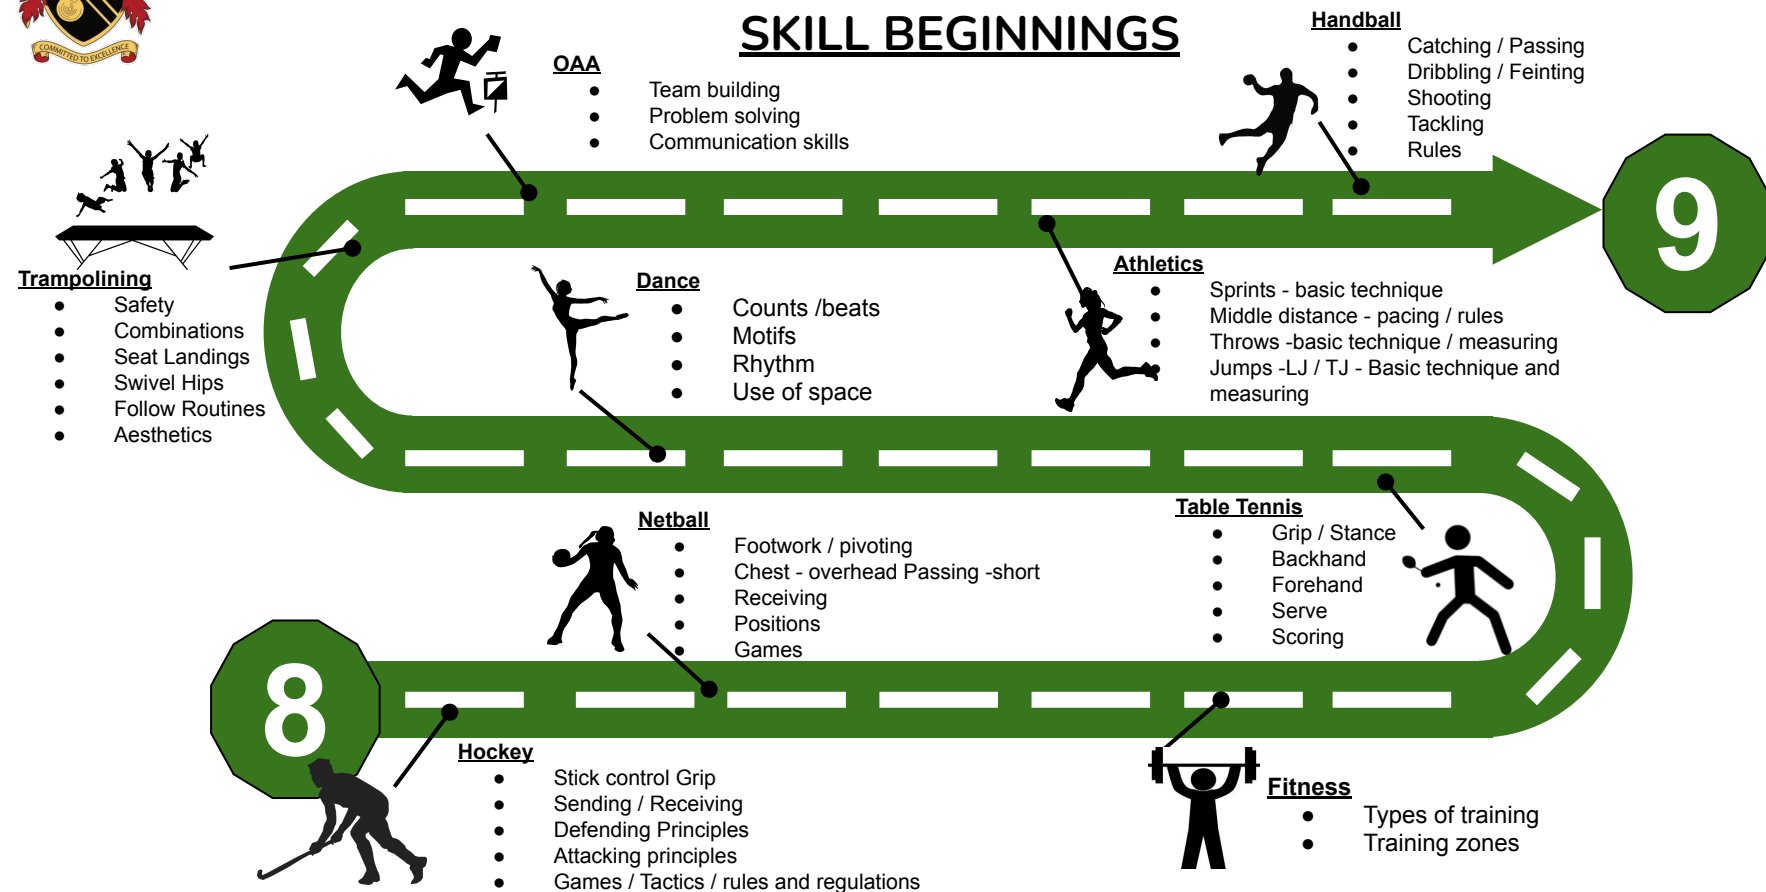 COMMITTED TO EXCELLENCE
SKILL BEGINNINGS
OAA
● Team building
● Problem solving
● Communication skills
Handball
● Catching / Passing
● Dribbling / Feinting
● Shooting
● Tackling
● Rules
9
Trampolining
● Safety
● Combinations
● Seat Landings
● Swivel Hips
● Follow Routines
● Aesthetics
Dance
● Counts /beats
● Motifs
● Rhythm
● Use of space
Athletics
● Sprints - basic technique
● Middle distance - pacing / rules
● Throws -basic technique / measuring
● Jumps -LJ / TJ - Basic technique and
measuring
Netball
● Footwork / pivoting
● Chest - overhead Passing -short
● Receiving
● Positions
● Games
Table Tennis
● Grip / Stance
● Backhand
● Forehand
● Serve
● Scoring
8
Hockey
● Stick control Grip
● Sending / Receiving
● Defending Principles
● Attacking principles
● Games / Tactics / rules and regulations
Fitness
● Types of training
● Training zones